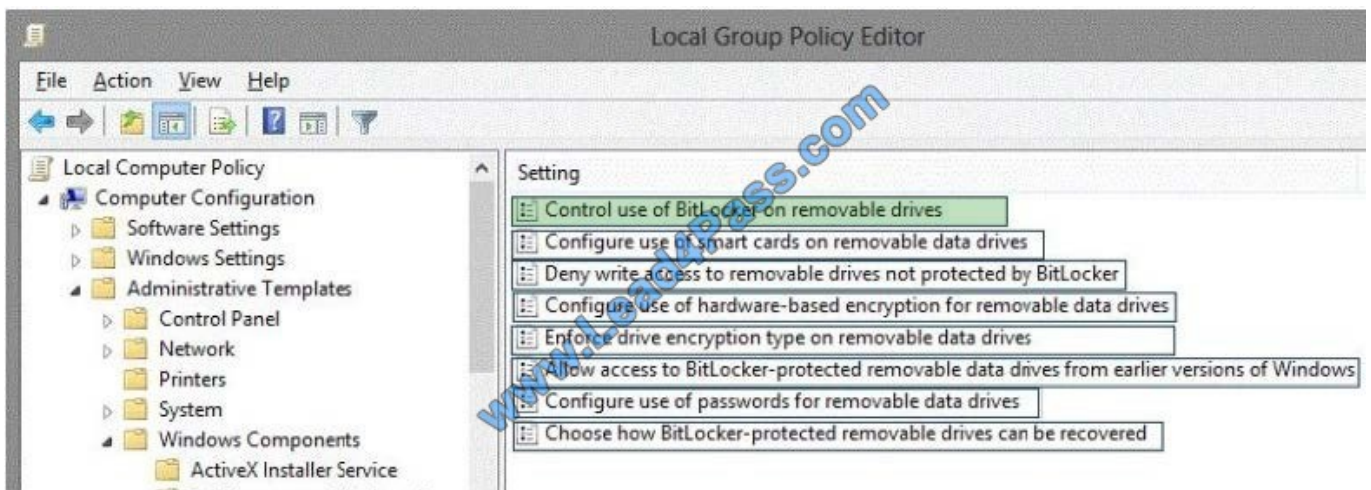 Local Group Policy Editor
File Action View Help
Local Computer Policy
Computer Configuration
Software Settings
Windows Settings
Administrative Templates
Control Panel
Network
Printers
System
Windows Components
ActiveX Installer Service
Setting
Control use of BitLocker on removable drives
Configure use of smart cards on removable data drives
Deny write access to removable drives not protected by BitLocker
Configure use of hardware-based encryption for removable data drives
Enforce drive encryption type on removable data drives
Allow access to BitLocker-protected removable data drives from earlier versions of Windows
Configure use of passwords for removable data drives
Choose how BitLocker-protected removable drives can be recovered
www.Lead4Pass.com